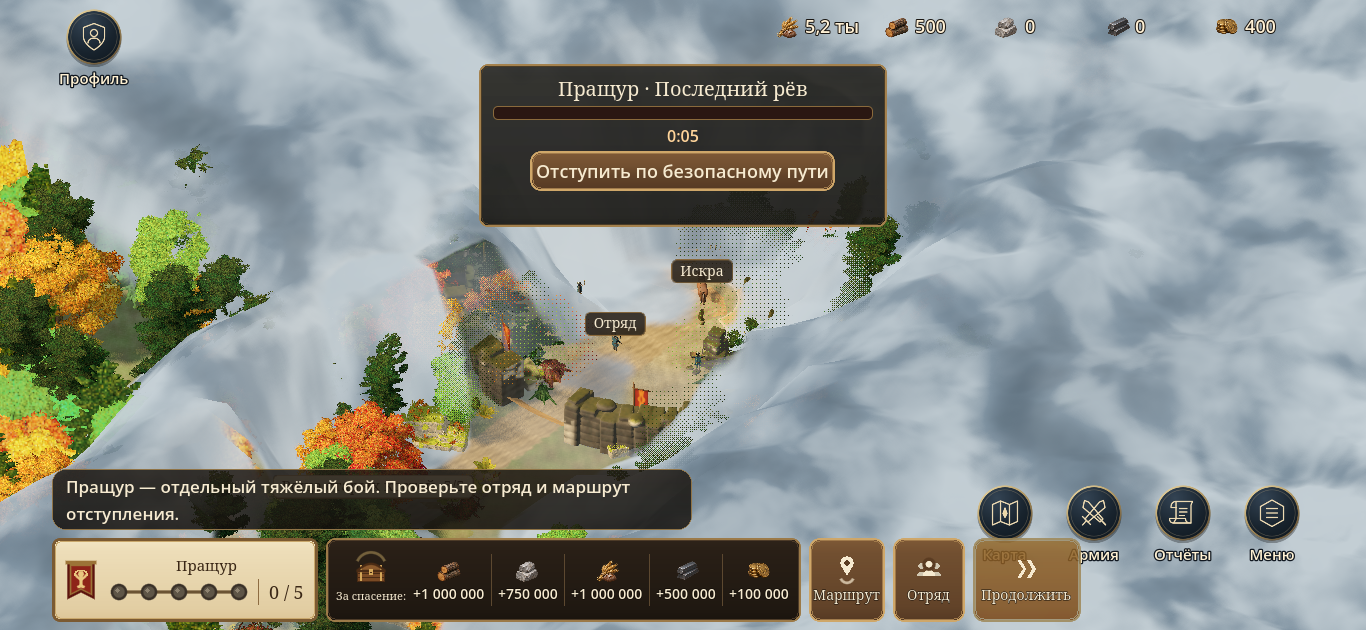 Профиль
5,2 ты
500
0
0
400
Пращур · Последний рёв
0:05
Отступить по безопасному пути
Искра
Отряд
Пращур — отдельный тяжёлый бой. Проверьте отряд и маршрут
отступления.
Карта
Армия
Отчёты
Меню
Пращур
0 / 5
За спасение:
+1 000 000
+750 000
+1 000 000
+500 000
+100 000
Маршрут
Отряд
Продолжить